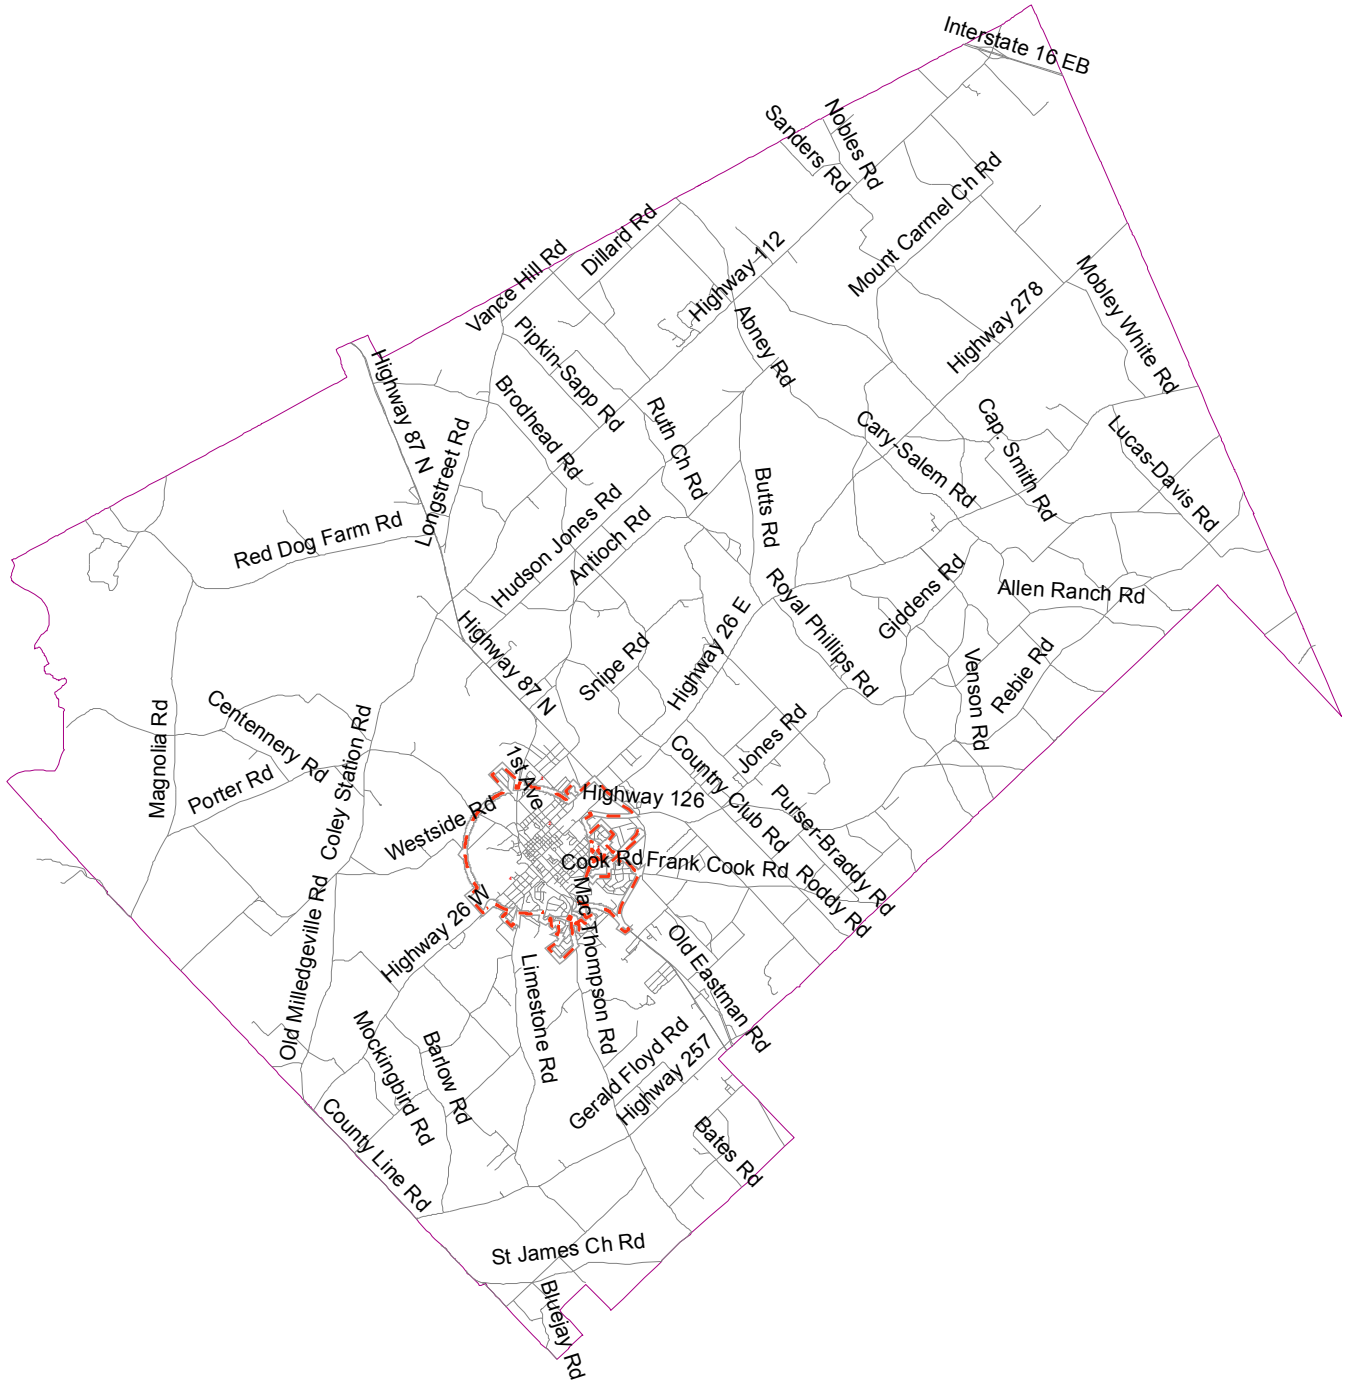 Interstate 16 EB
Nobles Rd
Sanders Rd
Mount Carmel Ch Rd
Dillard Rd
Vance Hill Rd
Highway 112
Mobley White Rd
Highway 278
Abney Rd
Pipkin-Sapp Rd
Highway 87 N
Brodhead Rd
Ruth Ch Rd
Cary-Salem Rd
Cap. Smith Rd
Lucas-Davis Rd
Longstreet Rd
Butts Rd
Red Dog Farm Rd
Hudson Jones Rd
Antioch Rd
Royal Phillips Rd
Giddens Rd
Allen Ranch Rd
Highway 26 E
Highway 87 N
Snipe Rd
Venson Rd
Rebie Rd
Magnolia Rd
Centennery Rd
Porter Rd
Coley Station Rd
Jones Rd
Country Club Rd
1st Ave
Highway 126
Purser-Braddy Rd
Westside Rd
Cook Rd
Frank Cook Rd
Roddy Rd
Old Milledgeville Rd
Highway 26 W
Mac Thompson Rd
Old Eastman Rd
Limestone Rd
Mockingbird Rd
Barlow Rd
Gerald Floyd Rd
Highway 257
County Line Rd
Bates Rd
St James Ch Rd
Bluejay Rd